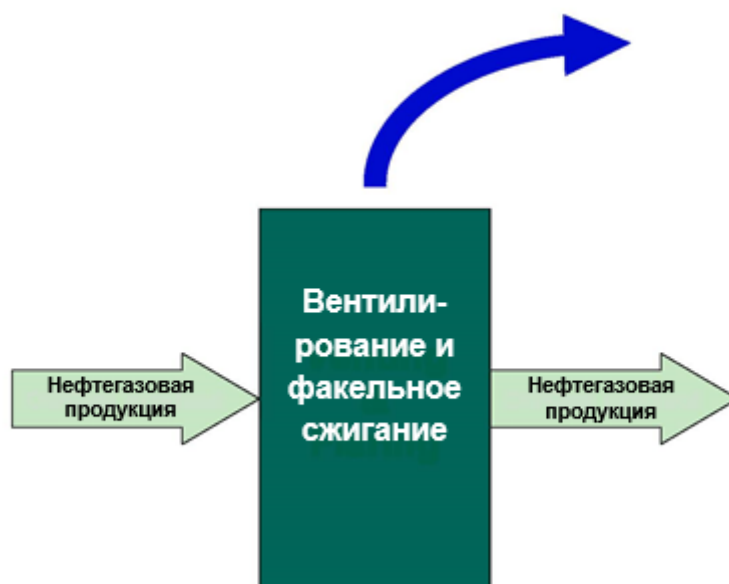 Вентили-
рование и
факельное
сжигание
Нефтегазовая
продукция
Нефтегазовая
продукция